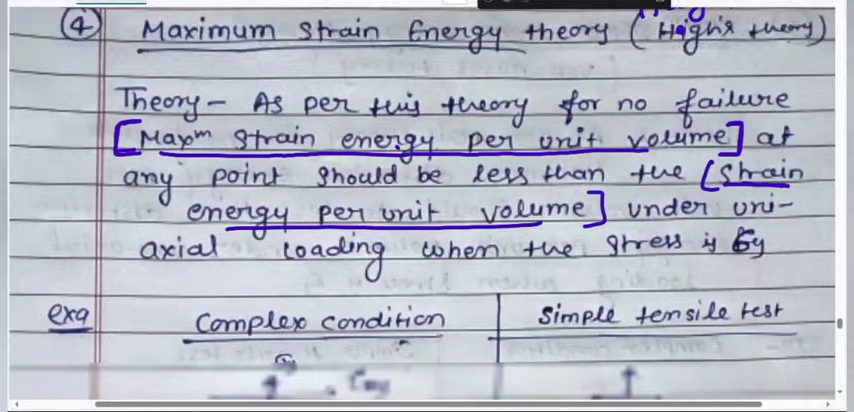 ④ Maximum Strain Energy theory (Haigh's theory)
Theory - As per this theory for no failure
[Maxᵐ Strain energy per unit volume] at
any point should be less than the [Strain
energy per unit volume] under uni-
axial loading when the stress is σy
exa Complex condition Simple tensile test
σy
τxy